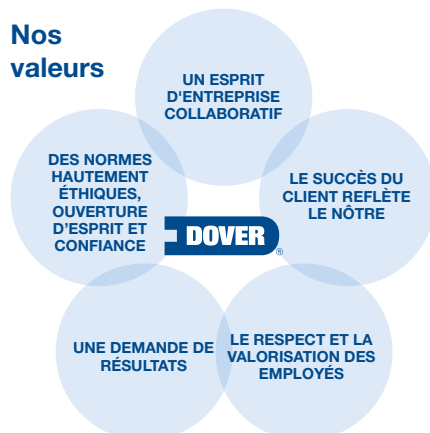 Nos
valeurs
UN ESPRIT
D'ENTREPRISE
COLLABORATIF
DES NORMES
HAUTEMENT
ÉTHIQUES,
OUVERTURE
D’ESPRIT ET
CONFIANCE
LE SUCCÈS DU
CLIENT REFLÈTE
LE NÔTRE
DOVER®
UNE DEMANDE DE
RÉSULTATS
LE RESPECT ET LA
VALORISATION DES
EMPLOYÉS